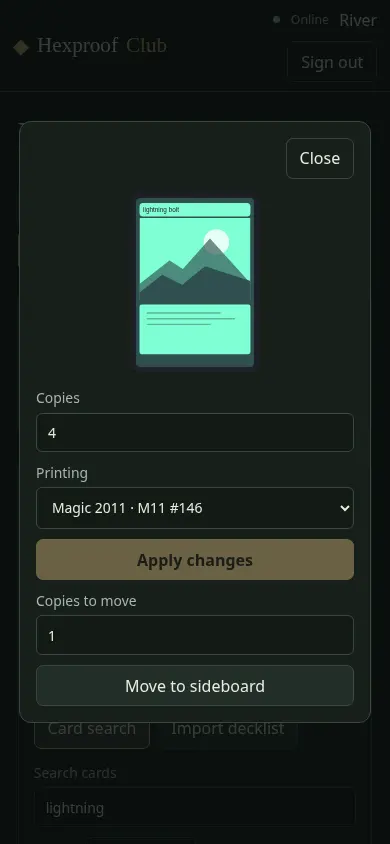 Online River
Hexproof Club
Sign out
Close
lightning bolt
Copies
4
Printing
Magic 2011 · M11 #146
Apply changes
Copies to move
1
Move to sideboard
Card search Import decklist
Search cards
lightning